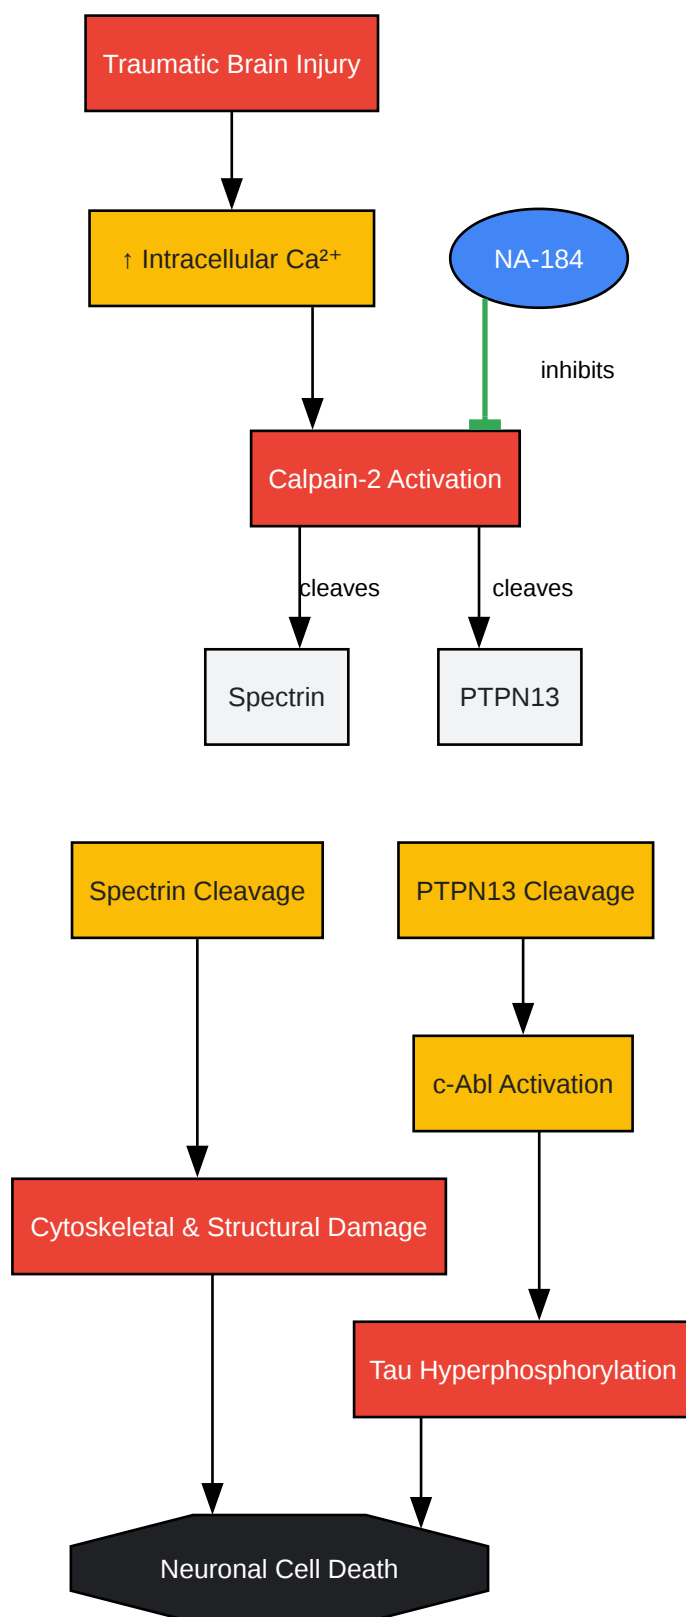 Traumatic Brain Injury
↑ Intracellular Ca²⁺
NA-184
inhibits
Calpain-2 Activation
cleaves
cleaves
Spectrin
PTPN13
Spectrin Cleavage
PTPN13 Cleavage
c-Abl Activation
Cytoskeletal & Structural Damage
Tau Hyperphosphorylation
Neuronal Cell Death